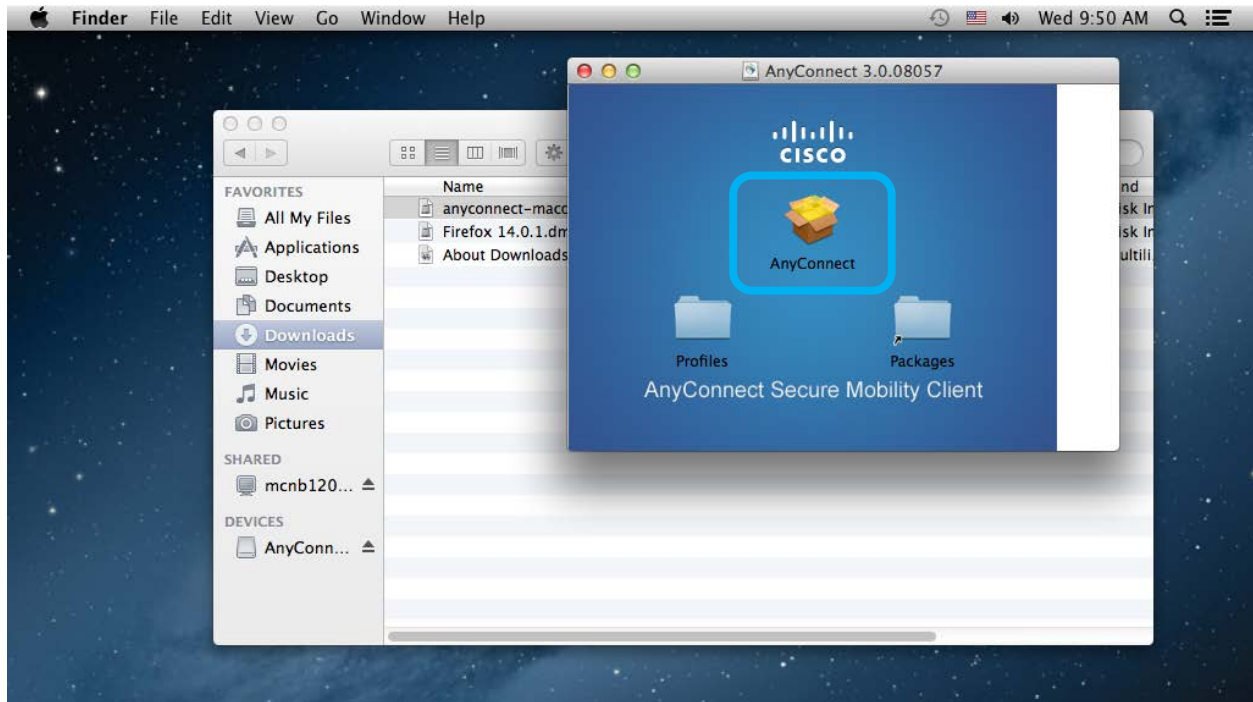 Finder File Edit View Go Window Help Wed 9:50 AM
AnyConnect 3.0.08057
CISCO
AnyConnect
Profiles Packages
AnyConnect Secure Mobility Client
FAVORITES
All My Files
Applications
Desktop
Documents
Downloads
Movies
Music
Pictures
SHARED
mcnb120...
DEVICES
AnyConn...
Name nd
anyconnect-macc isk Ir
Firefox 14.0.1.dm isk Ir
About Downloads ultili